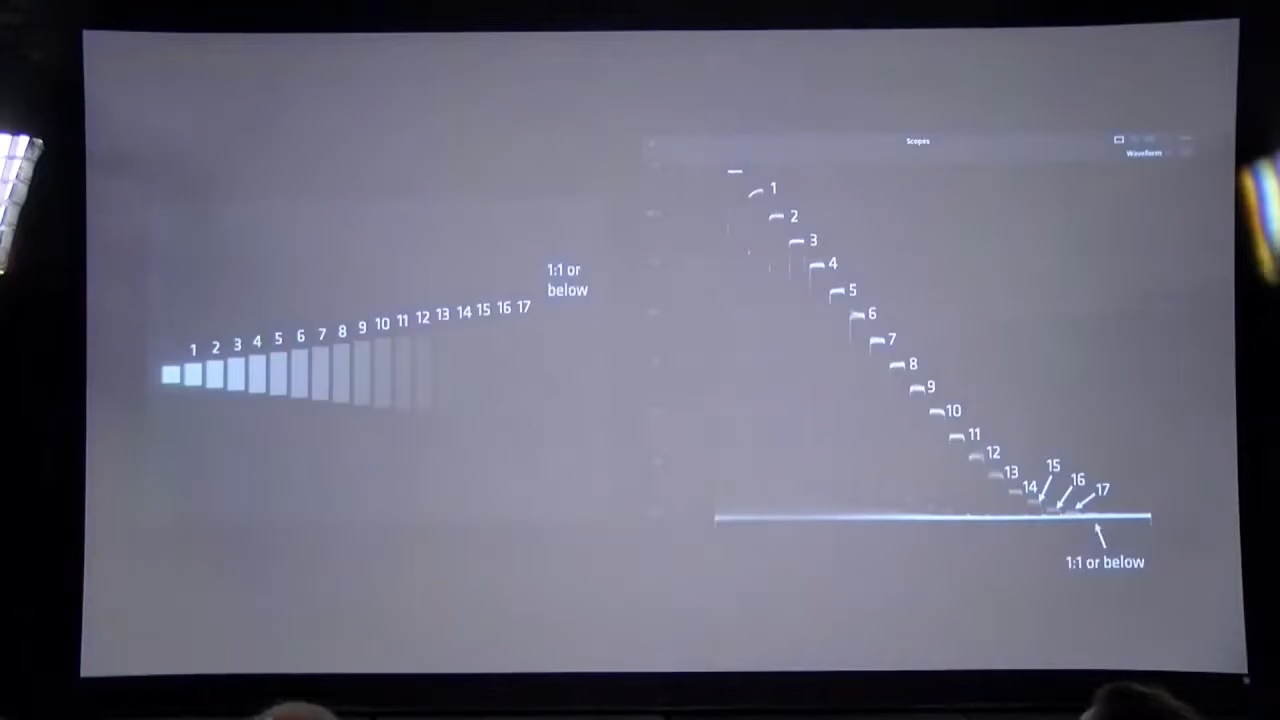 Scopes
Waveform
1:1 or
below
1 2 3 4 5 6 7 8 9 10 11 12 13 14 15 16 17
1
2
3
4
5
6
7
8
9
10
11
12
13
14
15
16
17
1:1 or below